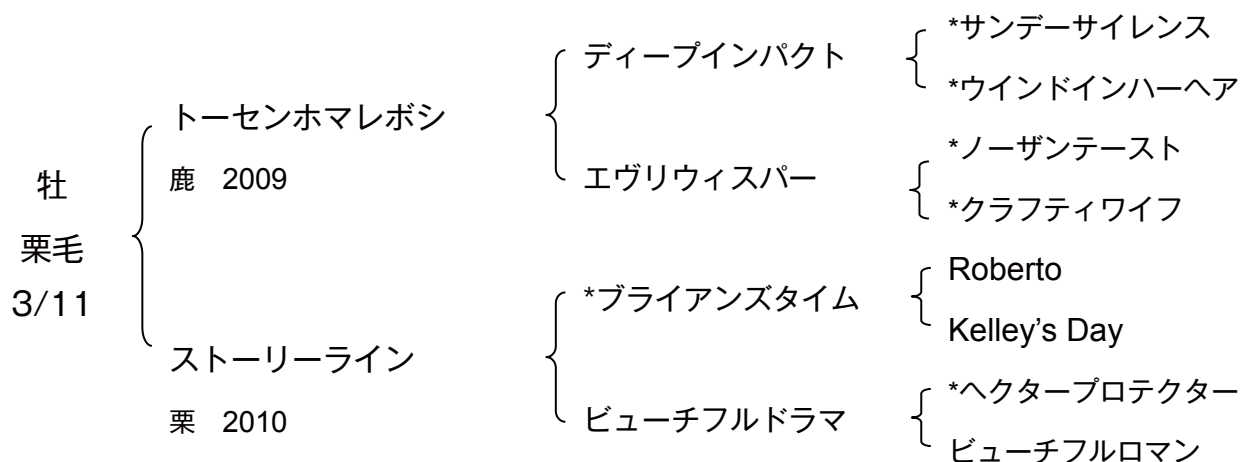 牡
栗毛
3/11
トーセンホマレボシ
鹿 2009
ストーリーライン
栗 2010
ディープインパクト
エヴリウィスパー
*ブライアンズタイム
ビューチフルドラマ
*サンデーサイレンス
*ウインドインハーヘア
*ノーザンテースト
*クラフティワイフ
Roberto
Kelley’s Day
*ヘクタープロテクター
ビューチフルロマン